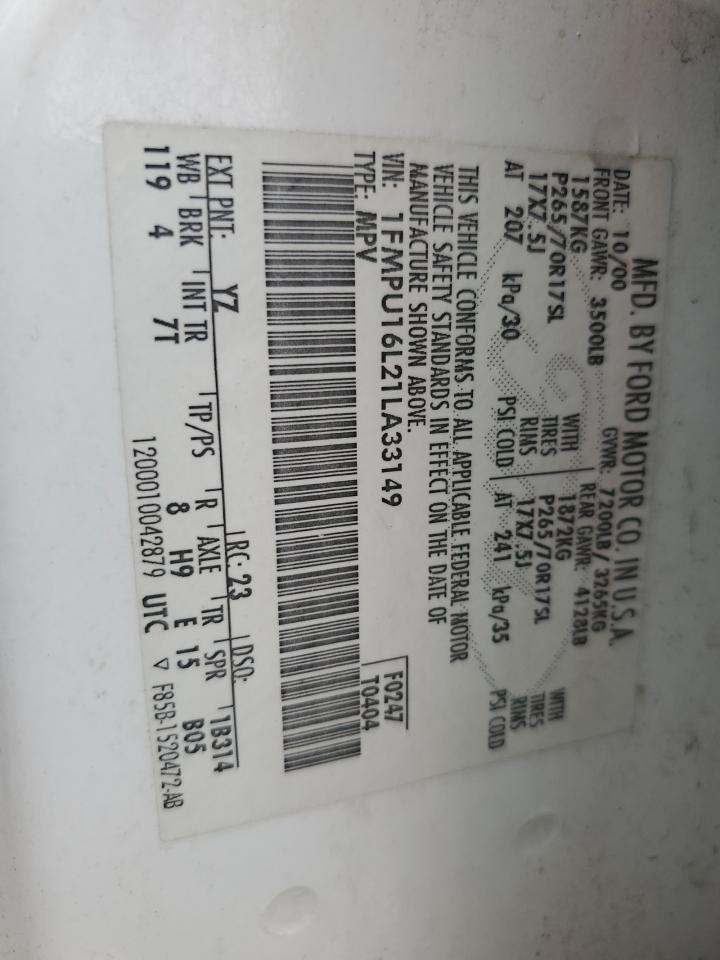 MFD. BY FORD MOTOR CO. IN U.S.A.
DATE: 10/00 GVWR: 7200LB / 3265KG
FRONT GAWR: 3500LB REAR GAWR: 4128LB
1587KG WITH 1872KG WITH
P265/70R17SL TIRES P265/70R17SL TIRES
17X7.5J RIMS 17X7.5J RIMS
AT 207 kPa/30 PSI COLD AT 241 kPa/35 PSI COLD
THIS VEHICLE CONFORMS TO ALL APPLICABLE FEDERAL MOTOR
VEHICLE SAFETY STANDARDS IN EFFECT ON THE DATE OF
MANUFACTURE SHOWN ABOVE.
VIN: 1FMPU16L21LA33149 F0247
TYPE: MPV T0404
EXT PNT: YZ RC: 23 DSO: 1B314
WB BRK INT TR TP/PS R AXLE TR SPR B05
119 4 7T 8 H9 E 15
1200010042879 UTC ▽ F85B-1520472-AB